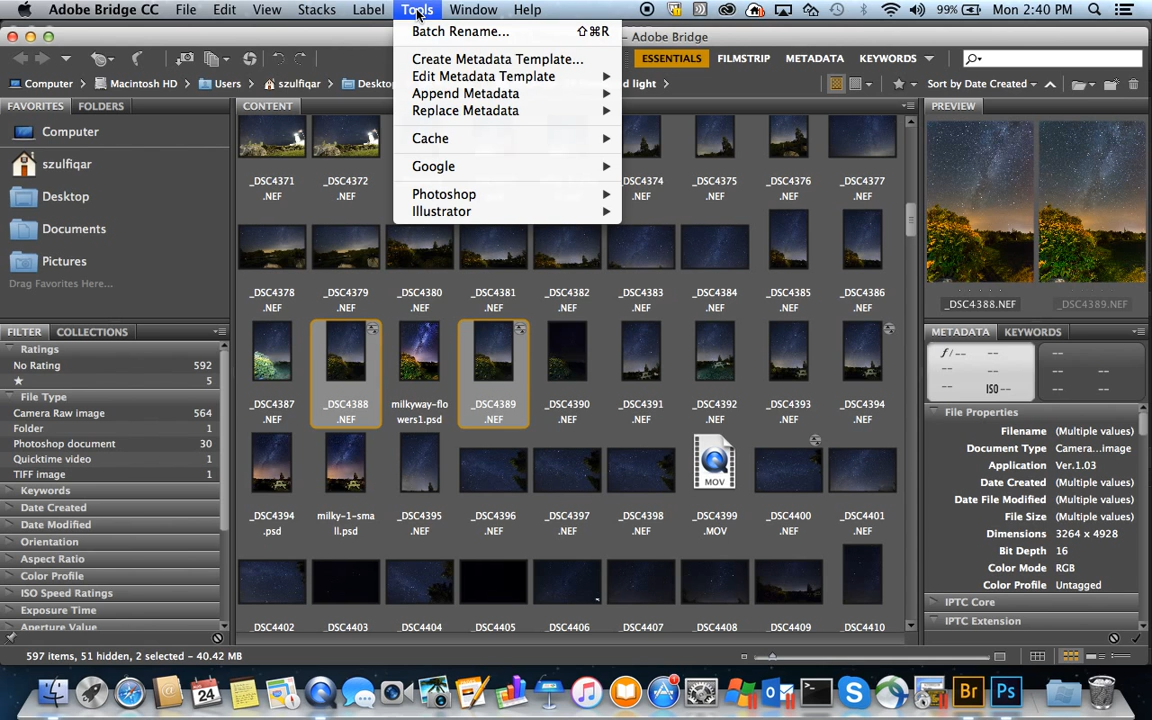 Adobe Bridge CC File Edit View Stacks Label Tools Window Help 99% Mon 2:40 PM
Adobe Bridge
ESSENTIALS FILMSTRIP METADATA KEYWORDS
Computer Macintosh HD Users szulfiqar light Sort by Date Created
Batch Rename... ⇧⌘R
Create Metadata Template...
Edit Metadata Template
Append Metadata
Replace Metadata
Cache
Google
Photoshop
Illustrator
FAVORITES FOLDERS
Computer
szulfiqar
Desktop
Documents
Pictures
Drag Favorites Here...
FILTER COLLECTIONS
Ratings
No Rating 592
★ 5
File Type
Camera Raw image 564
Folder 1
Photoshop document 30
Quicktime video 1
TIFF image 1
Keywords
Date Created
Date Modified
Orientation
Aspect Ratio
Color Profile
ISO Speed Ratings
Exposure Time
Aperture Value
CONTENT
_DSC4371 _DSC4372 _DSC4374 _DSC4375 _DSC4376 _DSC4377
.NEF .NEF .NEF .NEF .NEF .NEF
_DSC4378 _DSC4379 _DSC4380 _DSC4381 _DSC4382 _DSC4383 _DSC4384 _DSC4385 _DSC4386
.NEF .NEF .NEF .NEF .NEF .NEF .NEF .NEF .NEF
_DSC4387 _DSC4388 milkyway-flo _DSC4389 _DSC4390 _DSC4391 _DSC4392 _DSC4393 _DSC4394
.NEF .NEF wers1.psd .NEF .NEF .NEF .NEF .NEF .NEF
MOV
_DSC4394 milky-1-sma _DSC4395 _DSC4396 _DSC4397 _DSC4398 _DSC4399 _DSC4400 _DSC4401
.psd ll.psd .NEF .NEF .NEF .NEF .MOV .NEF .NEF
_DSC4402 _DSC4403 _DSC4404 _DSC4405 _DSC4406 _DSC4407 _DSC4408 _DSC4409 _DSC4410
PREVIEW
_DSC4388.NEF _DSC4389.NEF
METADATA KEYWORDS
f/-- -- --
-- --
-- ISO-- --
File Properties
Filename (Multiple values)
Document Type Camera...image
Application Ver.1.03
Date Created (Multiple values)
Date File Modified (Multiple values)
File Size (Multiple values)
Dimensions 3264 x 4928
Bit Depth 16
Color Mode RGB
Color Profile Untagged
IPTC Core
IPTC Extension
597 items, 51 hidden, 2 selected - 40.42 MB
24 Br Ps